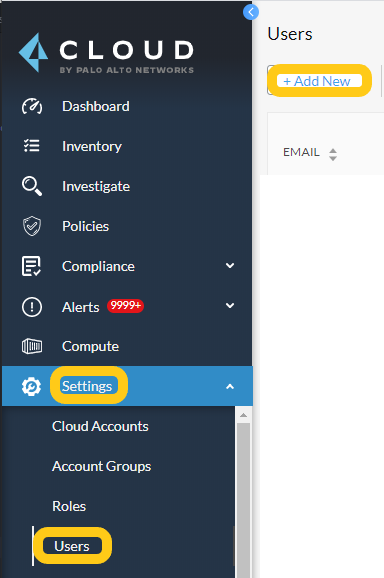 CLOUD
BY PALO ALTO NETWORKS
Dashboard
Inventory
Investigate
Policies
Compliance
Alerts 9999+
Compute
Settings
Cloud Accounts
Account Groups
Roles
Users
Users
+ Add New
EMAIL